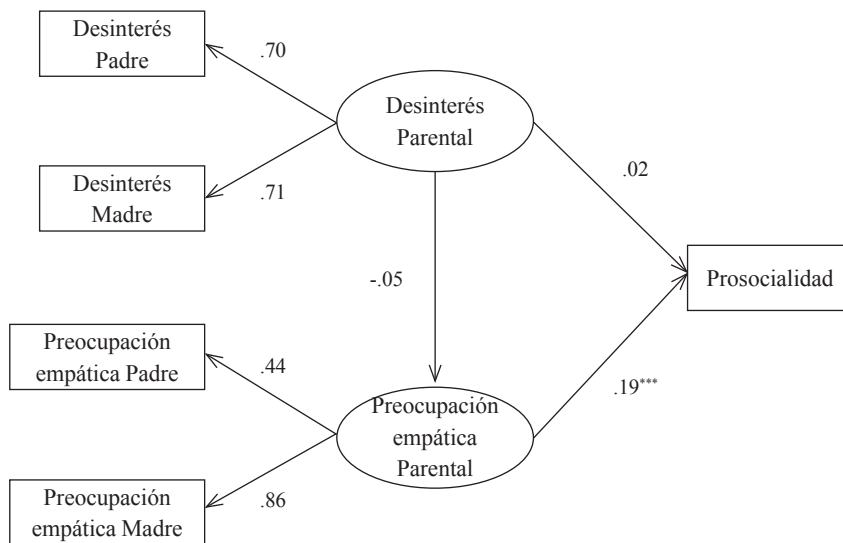 Desinterés
Padre
.70
Desinterés
Parental
Desinterés
Madre
.71
.02
-.05
Prosocialidad
Preocupación
empática Padre
.44
.19***
Preocupación
empática
Parental
Preocupación
empática Madre
.86